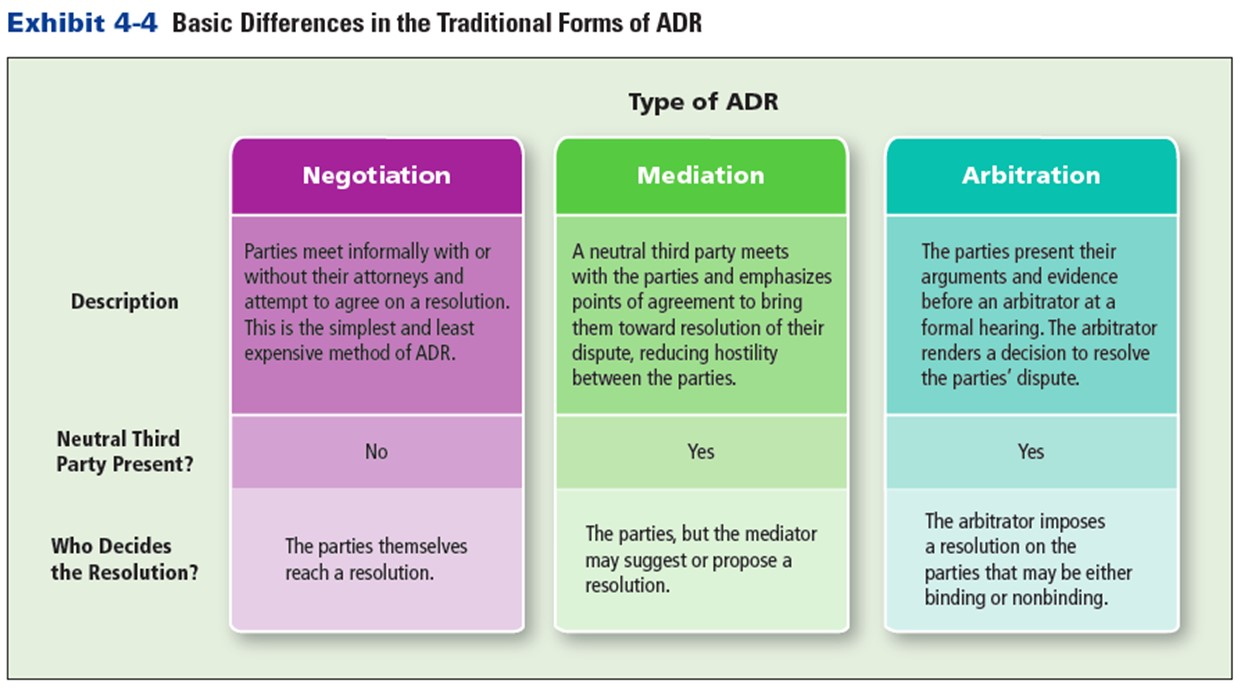 Exhibit 4-4 Basic Differences in the Traditional Forms of ADR
Type of ADR
Negotiation
Mediation
Arbitration
Description
Parties meet informally with or
without their attorneys and
attempt to agree on a resolution.
This is the simplest and least
expensive method of ADR.
A neutral third party meets
with the parties and emphasizes
points of agreement to bring
them toward resolution of their
dispute, reducing hostility
between the parties.
The parties present their
arguments and evidence
before an arbitrator at a
formal hearing. The arbitrator
renders a decision to resolve
the parties’ dispute.
Neutral Third
Party Present?
No
Yes
Yes
Who Decides
the Resolution?
The parties themselves
reach a resolution.
The parties, but the mediator
may suggest or propose a
resolution.
The arbitrator imposes
a resolution on the
parties that may be either
binding or nonbinding.